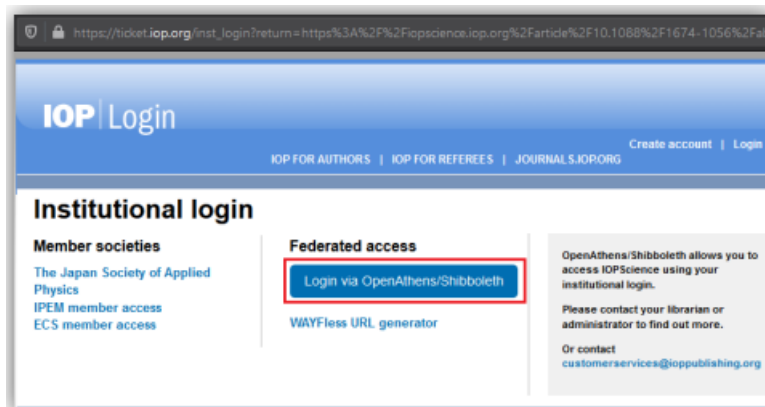 https://ticket.iop.org/inst_login?return=https%3A%2F%2Fiopscience.iop.org%2Farticle%2F10.1088%2F1674-1056%2Fa
IOP Login
Create account | Login
IOP FOR AUTHORS | IOP FOR REFEREES | JOURNALS.IOP.ORG
Institutional login
Member societies
The Japan Society of Applied
Physics
IPEM member access
ECS member access
Federated access
Login via OpenAthens/Shibboleth
WAYFless URL generator
OpenAthens/Shibboleth allows you to
access IOPScience using your
institutional login.
Please contact your librarian or
administrator to find out more.
Or contact
customerservices@ioppublishing.org